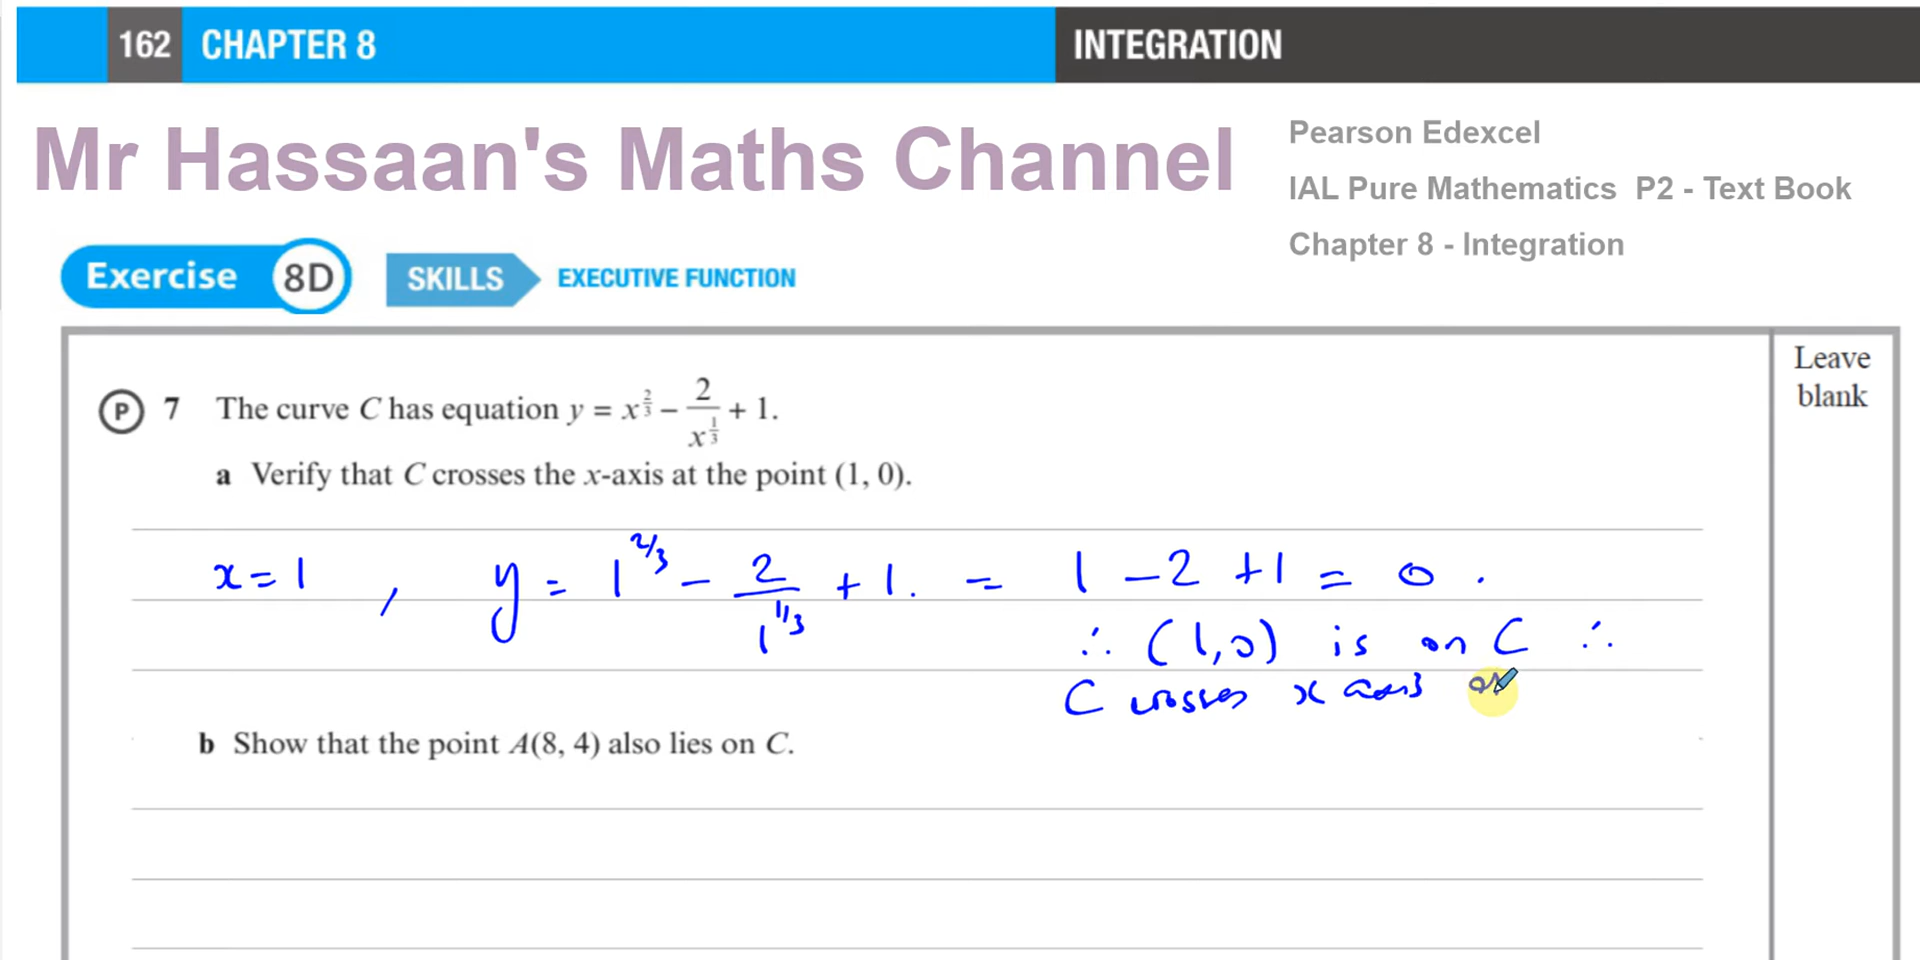 162 CHAPTER 8 INTEGRATION
Mr Hassaan's Maths Channel
Pearson Edexcel
IAL Pure Mathematics P2 - Text Book
Chapter 8 - Integration
Exercise 8D SKILLS EXECUTIVE FUNCTION
Leave
blank
P 7 The curve C has equation y = x^{2/3} − 2/x^{1/3} + 1.
a Verify that C crosses the x-axis at the point (1, 0).
x = 1 , y = 1^{2/3} − 2/1^{1/3} + 1. = 1 − 2 + 1 = 0 .
∴ (1,0) is on C ∴
C crosses x axis
b Show that the point A(8, 4) also lies on C.